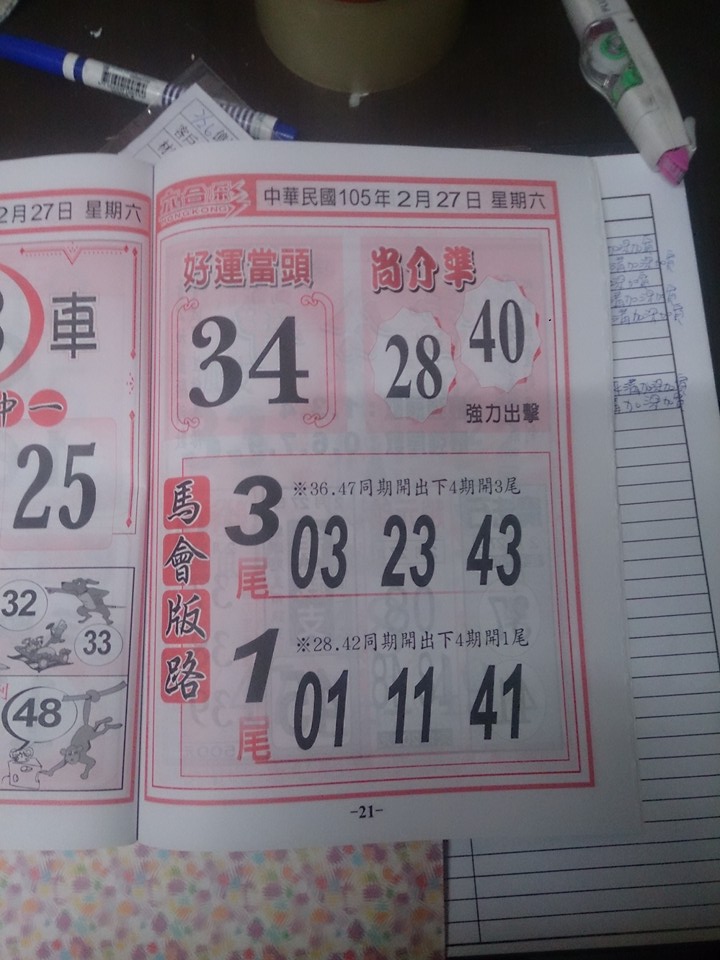 2月27日 星期六
車
中一
25
32
33
48
六合彩
HONGKONG
中華民國105年2月27日 星期六
好運當頭
34
尚介準
28
40
強力出擊
馬會版路
3尾
※36.47同期開出下4期開3尾
03 23 43
1尾
※28.42同期開出下4期開1尾
01 11 41
-21-